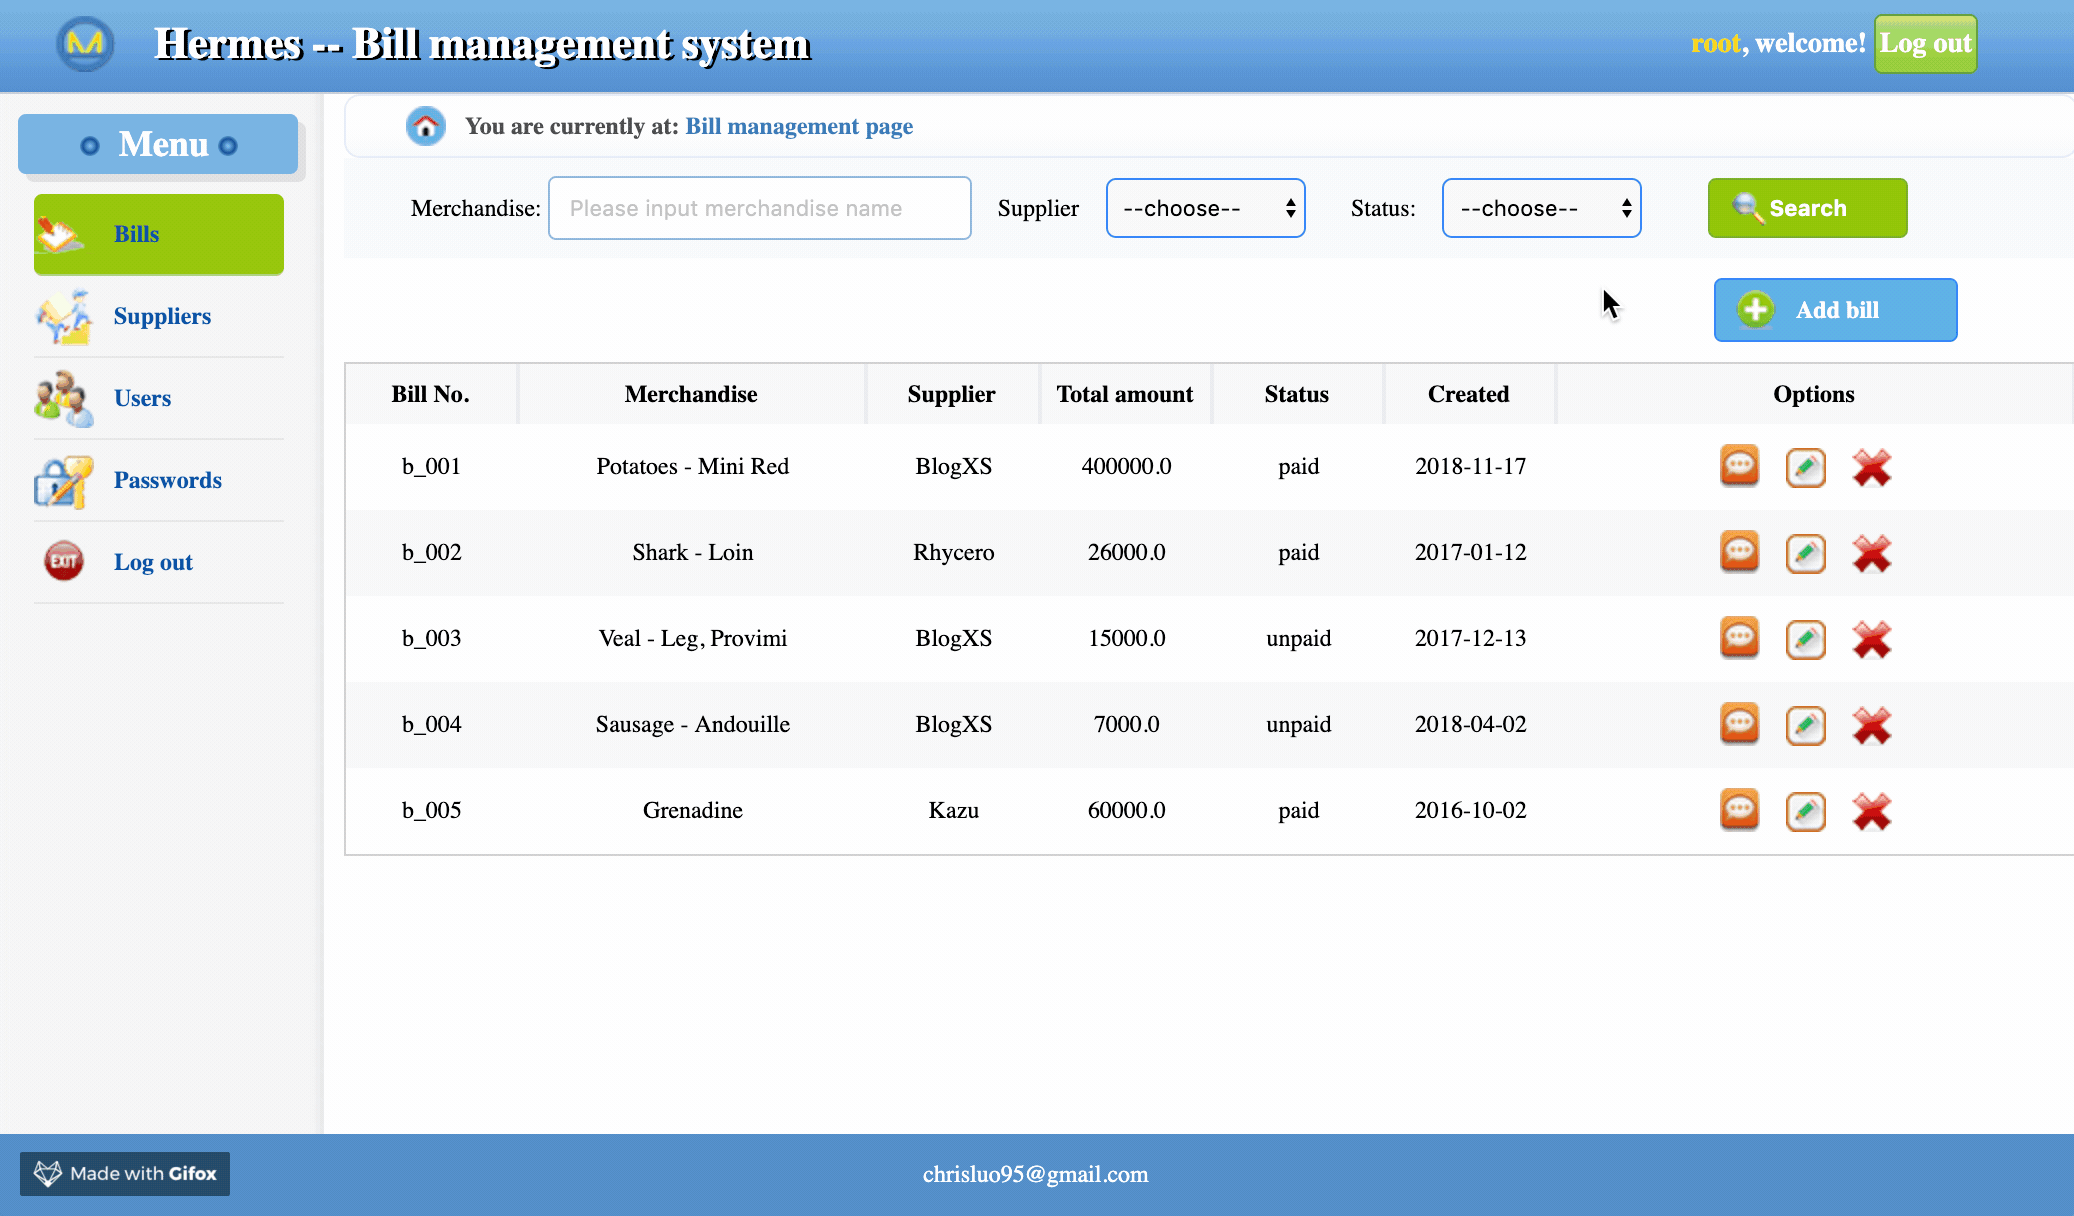 M Hermes -- Bill management system root, welcome! Log out
Menu
Bills
Suppliers
Users
Passwords
EXIT Log out
You are currently at: Bill management page
Merchandise: Please input merchandise name Supplier --choose-- Status: --choose-- Search
Add bill
Bill No. Merchandise Supplier Total amount Status Created Options
b_001 Potatoes - Mini Red BlogXS 400000.0 paid 2018-11-17
b_002 Shark - Loin Rhycero 26000.0 paid 2017-01-12
b_003 Veal - Leg, Provimi BlogXS 15000.0 unpaid 2017-12-13
b_004 Sausage - Andouille BlogXS 7000.0 unpaid 2018-04-02
b_005 Grenadine Kazu 60000.0 paid 2016-10-02
Made with Gifox
chrisluo95@gmail.com